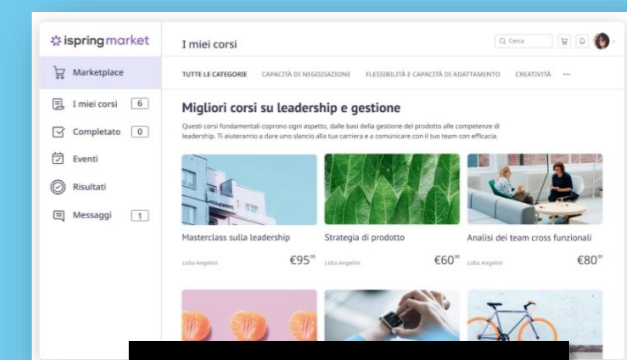 ispring market
I miei corsi
Cerca
Marketplace
TUTTE LE CATEGORIE CAPACITÀ DI NEGOZIAZIONE FLESSIBILITÀ E CAPACITÀ DI ADATTAMENTO CREATIVITÀ ···
I miei corsi 6
Completato 0
Eventi
Risultati
Messaggi 1
Migliori corsi su leadership e gestione
Questi corsi fondamentali coprono ogni aspetto, dalle basi della gestione del prodotto alle competenze di
leadership. Ti aiuteranno a dare uno slancio alla tua carriera e a comunicare con il tuo team con efficacia.
Masterclass sulla leadership
Lidia Angelini €95⁰⁰
Strategia di prodotto
Lidia Angelini €60⁰⁰
Analisi dei team cross funzionali
Lidia Angelini €80⁰⁰